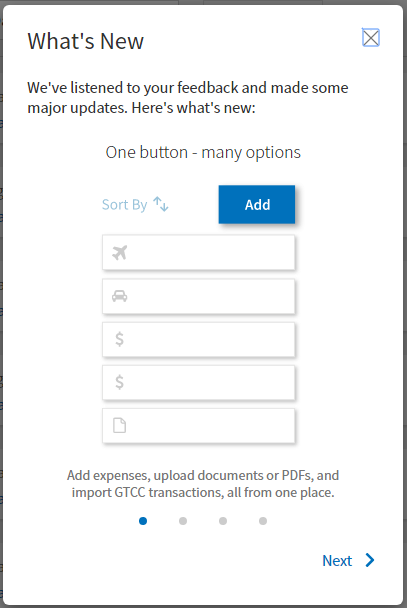 What's New
We've listened to your feedback and made some
major updates. Here's what's new:
One button - many options
Sort By
Add
$
$
Add expenses, upload documents or PDFs, and
import GTCC transactions, all from one place.
Next